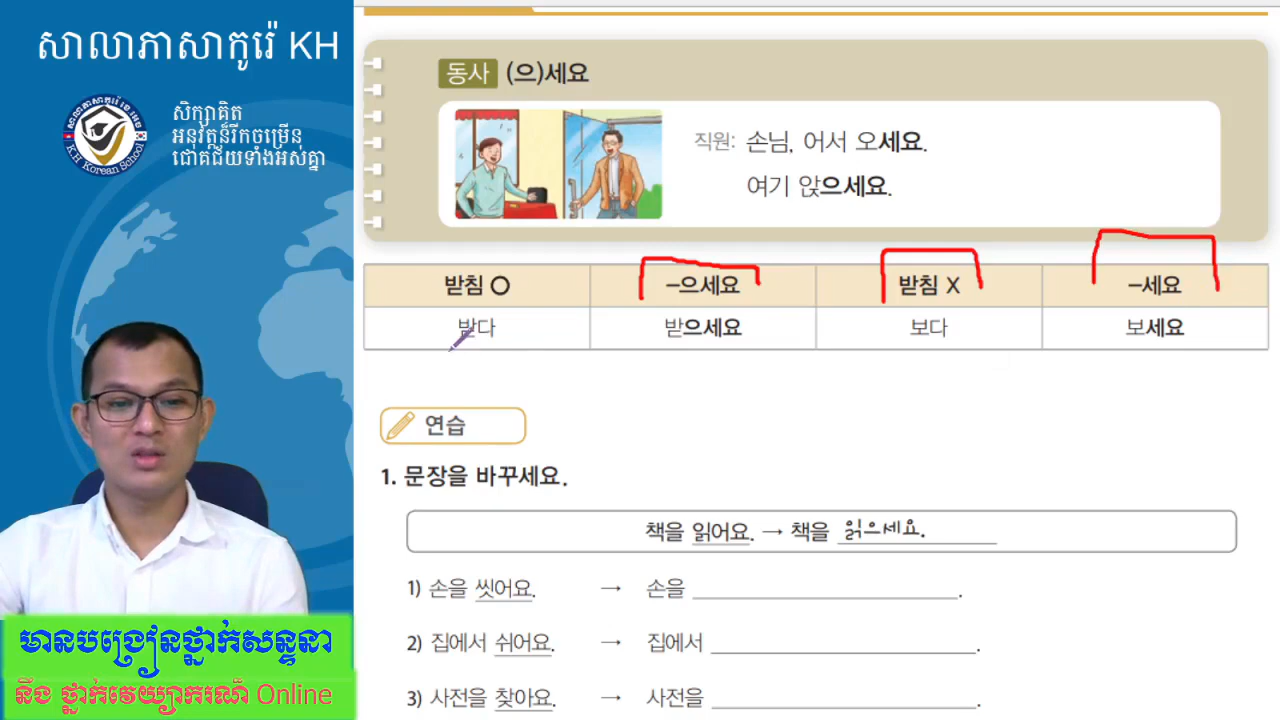 សាលាភាសាកូរ៉េ KH
សិក្សាគិត
អនុវត្តន៏រីកចម្រើន
ជោគជ័យទាំងអស់គ្នា
K.H Korean School
동사 (으)세요
직원: 손님, 어서 오세요.
여기 앉으세요.
받침 O -으세요 받침 X -세요
받다 받으세요 보다 보세요
연습
1. 문장을 바꾸세요.
책을 읽어요. → 책을 읽으세요.
1) 손을 씻어요. → 손을 .
2) 집에서 쉬어요. → 집에서 .
3) 사전을 찾아요. → 사전을 .
មានបង្រៀនថ្នាក់សន្ទនា
និង ថ្នាក់វេយ្យាករណ៍ Online